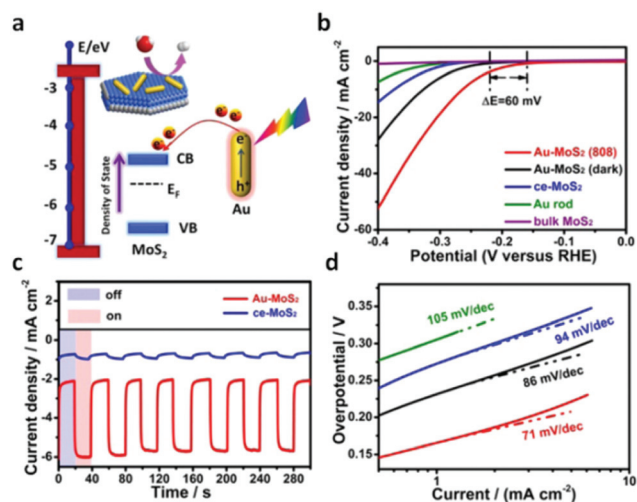 a
E/eV
-3
-4
-5
-6
-7
Density of State
CB
E_F
VB
MoS₂
e⁻
e⁻
e⁻
e⁻
e⁻
h⁺
Au
b
Current density / mA cm⁻²
0
-20
-40
-60
ΔE=60 mV
Au-MoS₂ (808)
Au-MoS₂ (dark)
ce-MoS₂
Au rod
bulk MoS₂
-0.4 -0.3 -0.2 -0.1 0.0
Potential (V versus RHE)
c
Current density / mA cm⁻²
off
on
Au-MoS₂
ce-MoS₂
0
-2
-4
-6
0 40 80 120 160 200 240 280
Time / s
d
Overpotential / V
0.35
0.30
0.25
0.20
0.15
105 mV/dec
94 mV/dec
86 mV/dec
71 mV/dec
1 10
Current / (mA cm⁻²)